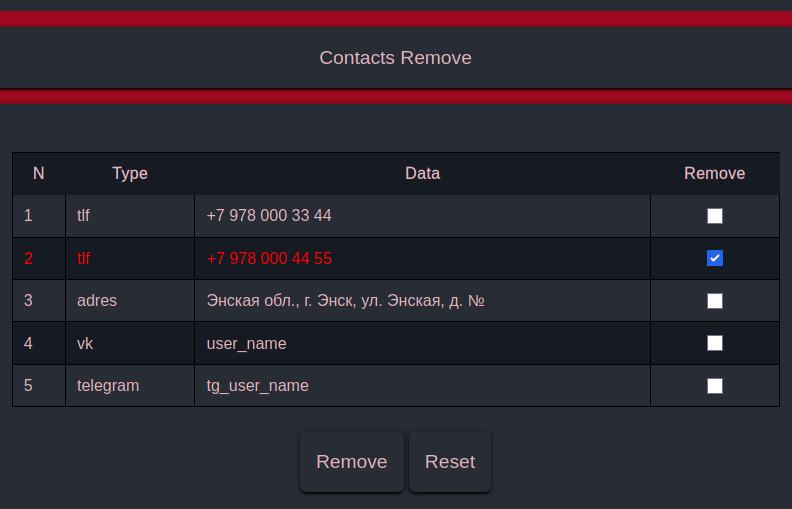 Contacts Remove
N Type Data Remove
1 tlf +7 978 000 33 44
2 tlf +7 978 000 44 55
3 adres Энская обл., г. Энск, ул. Энская, д. №
4 vk user_name
5 telegram tg_user_name
Remove Reset